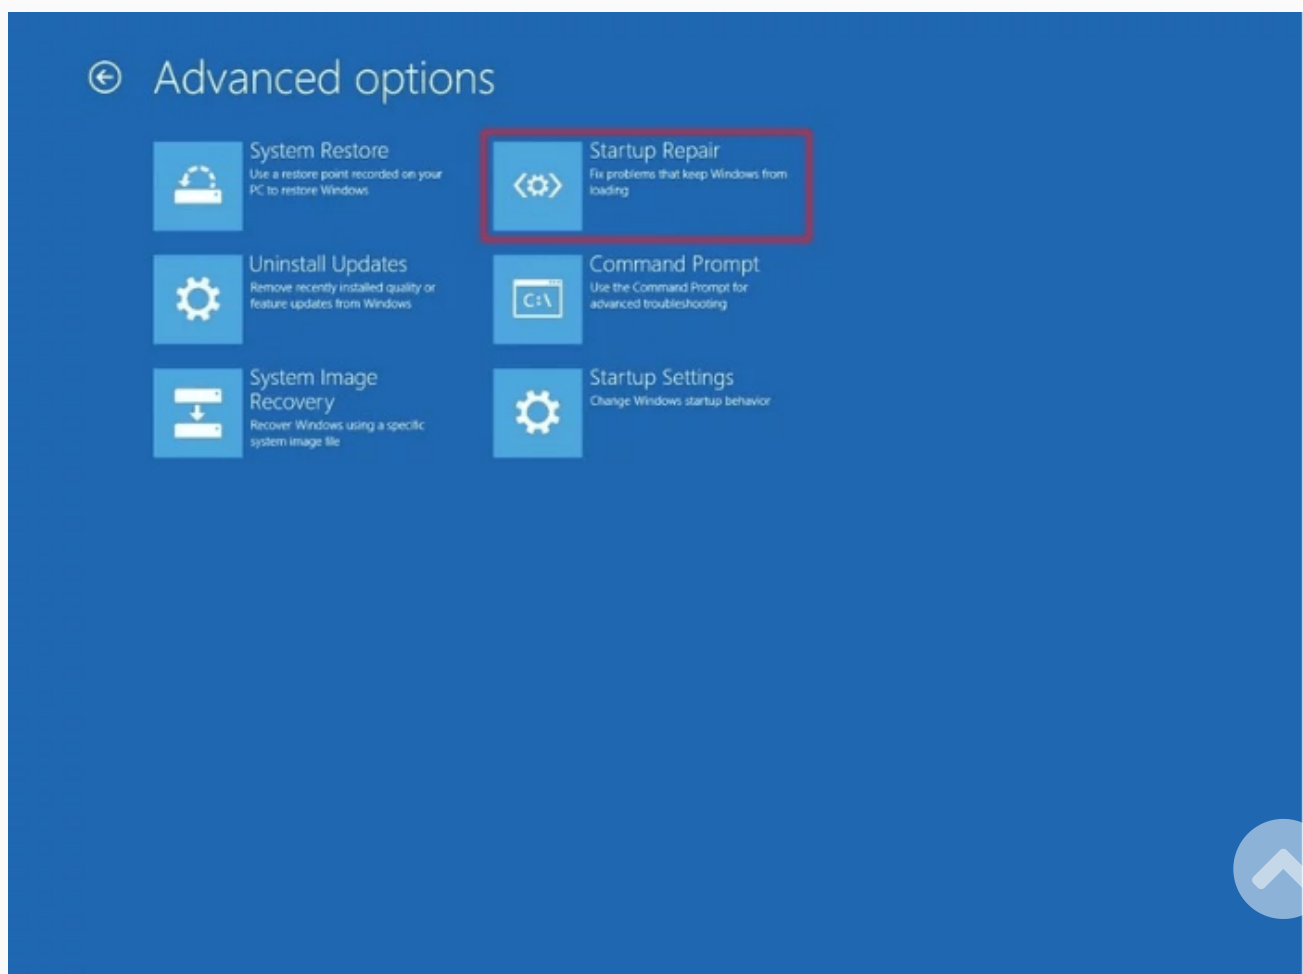 Advanced options
System Restore
Use a restore point recorded on your
PC to restore Windows
Startup Repair
Fix problems that keep Windows from
loading
Uninstall Updates
Remove recently installed quality or
feature updates from Windows
Command Prompt
Use the Command Prompt for
advanced troubleshooting
C:\
System Image
Recovery
Recover Windows using a specific
system image file
Startup Settings
Change Windows startup behavior